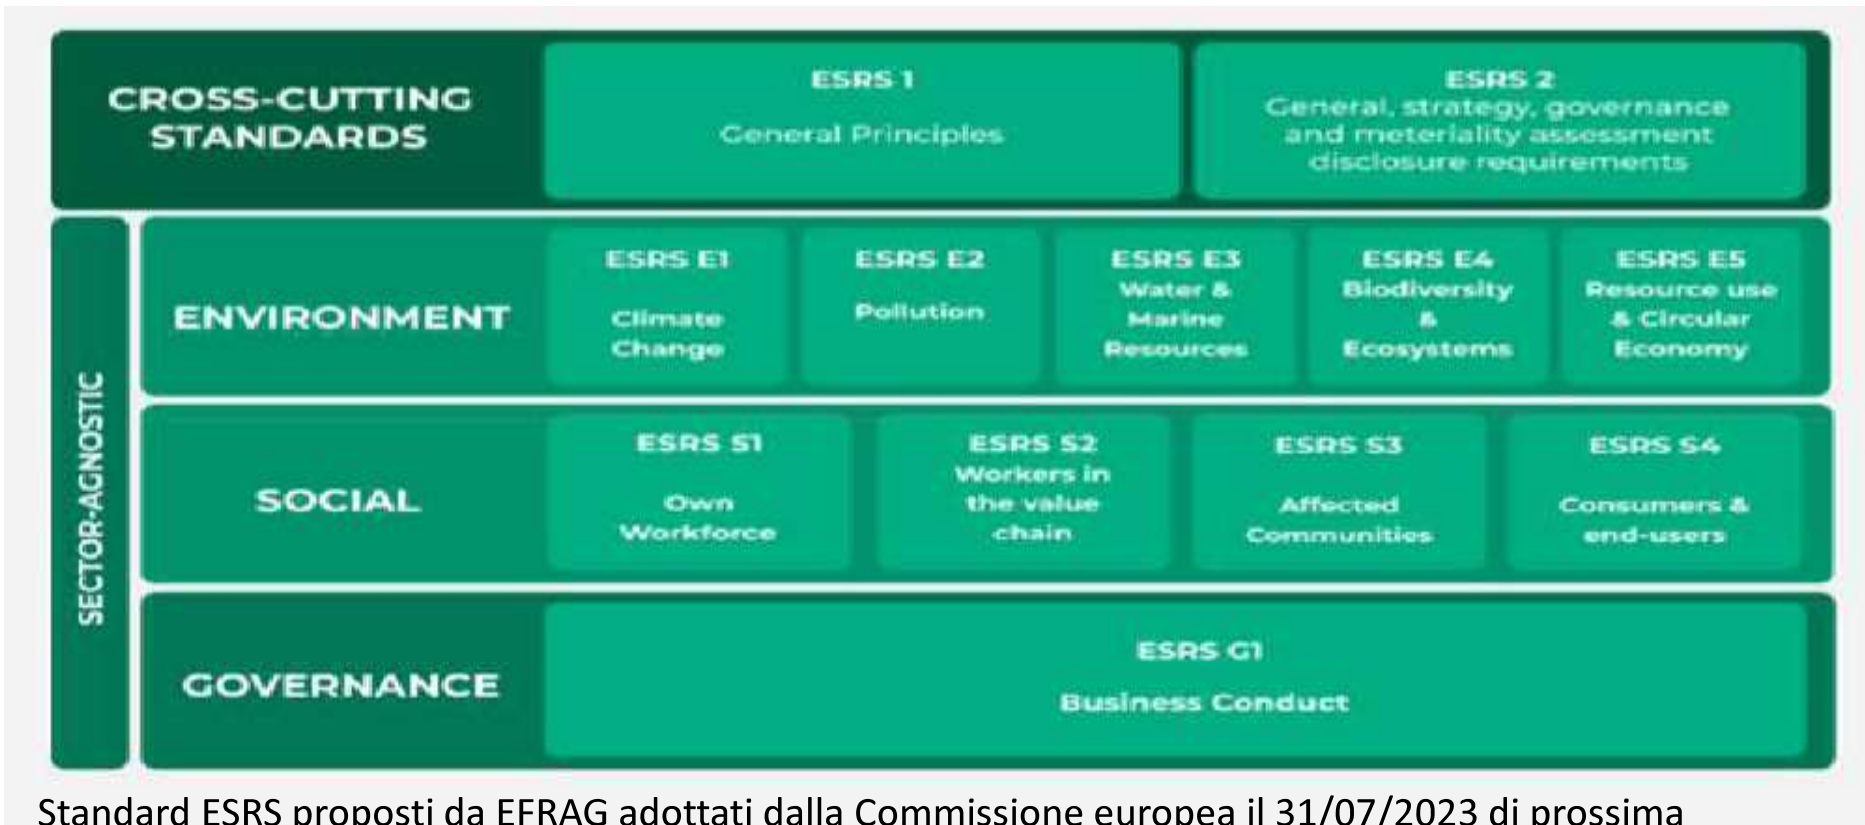 CROSS-CUTTING
STANDARDS
ESRS 1
General Principles
ESRS 2
General, strategy, governance
and meteriality assessment
disclosure requirements
SECTOR-AGNOSTIC
ENVIRONMENT
ESRS E1
Climate
Change
ESRS E2
Pollution
ESRS E3
Water &
Marine
Resources
ESRS E4
Biodiversity
&
Ecosystems
ESRS E5
Resource use
& Circular
Economy
SOCIAL
ESRS S1
Own
Workforce
ESRS S2
Workers in
the value
chain
ESRS S3
Affected
Communities
ESRS S4
Consumers &
end-users
GOVERNANCE
ESRS G1
Business Conduct
Standard ESRS proposti da EFRAG adottati dalla Commissione europea il 31/07/2023 di prossima